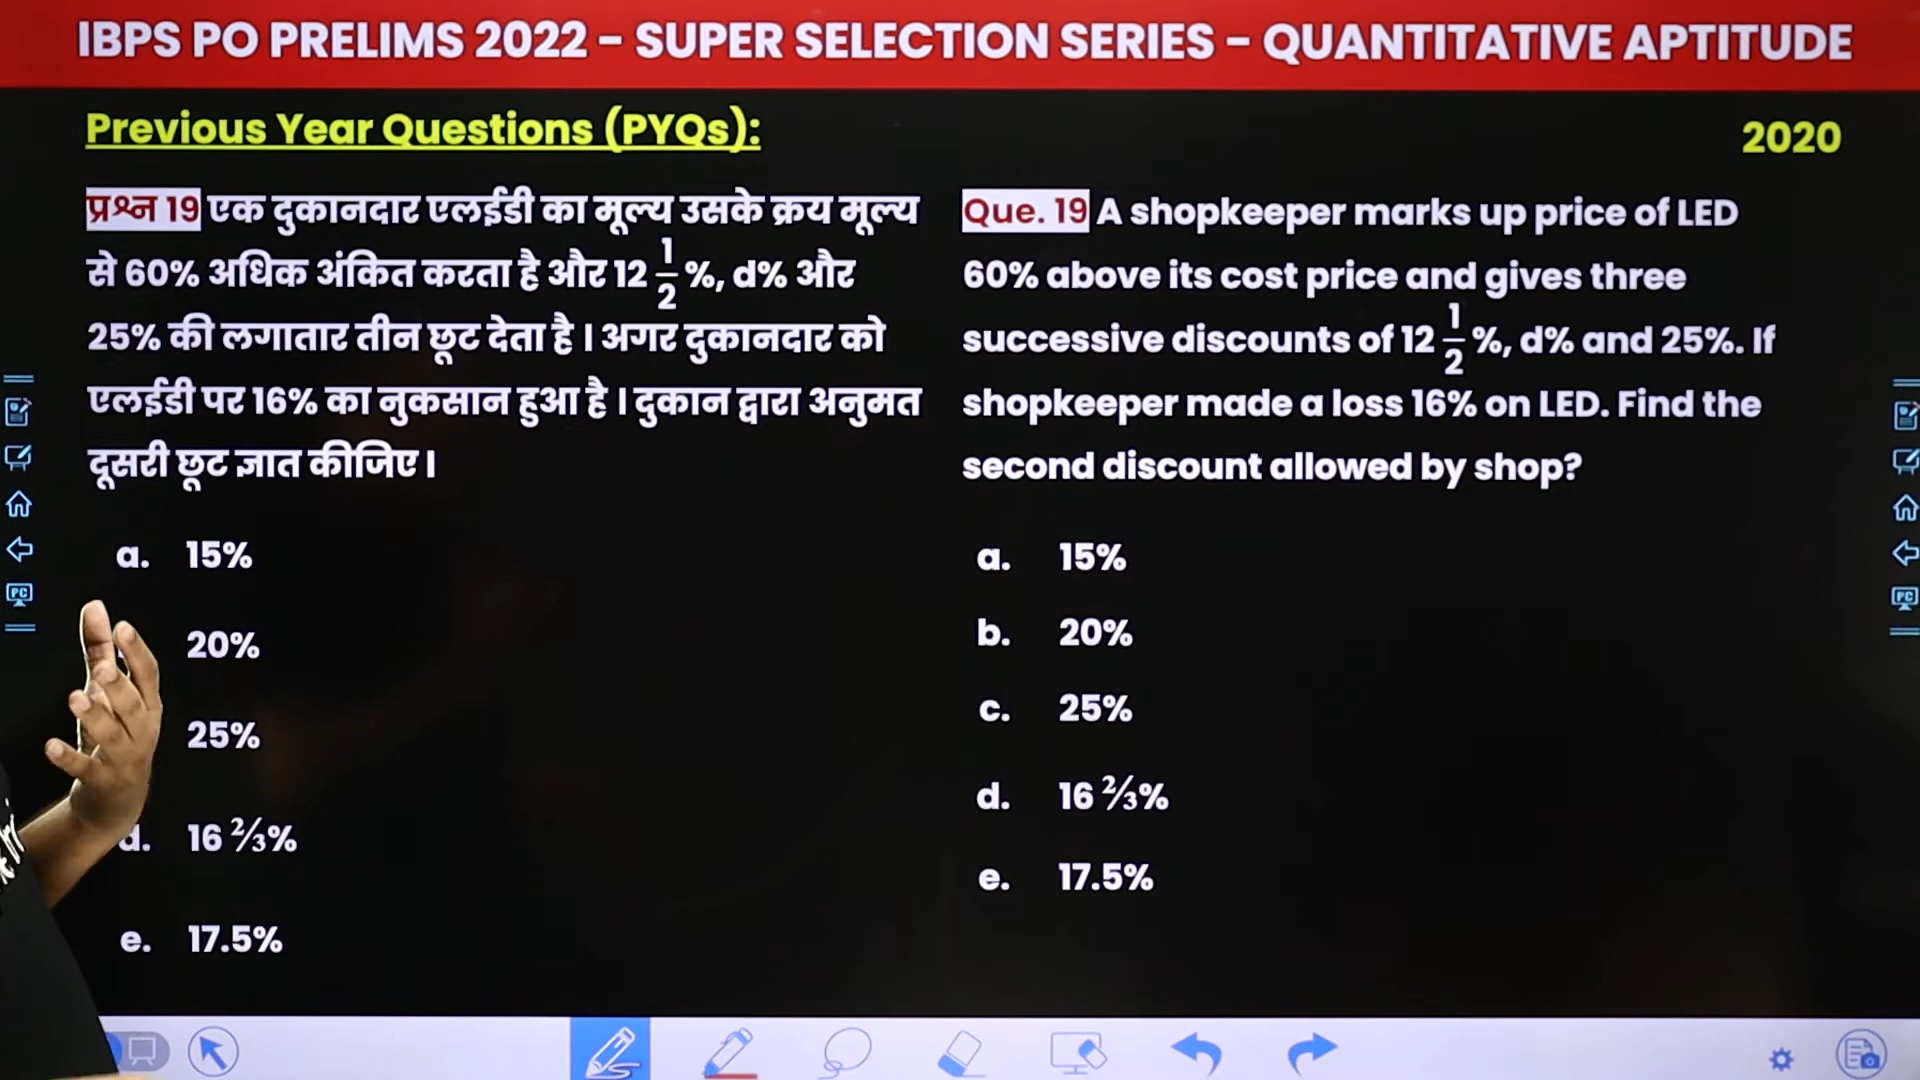 IBPS PO PRELIMS 2022 – SUPER SELECTION SERIES – QUANTITATIVE APTITUDE
Previous Year Questions (PYQs):
2020
प्रश्न 19 एक दुकानदार एलईडी का मूल्य उसके क्रय मूल्य
से 60% अधिक अंकित करता है और 12 1/2 %, d% और
25% की लगातार तीन छूट देता है । अगर दुकानदार को
एलईडी पर 16% का नुकसान हुआ है । दुकान द्वारा अनुमत
दूसरी छूट ज्ञात कीजिए ।
a. 15%
20%
25%
d. 16 ⅔%
e. 17.5%
Que. 19 A shopkeeper marks up price of LED
60% above its cost price and gives three
successive discounts of 12 1/2 %, d% and 25%. If
shopkeeper made a loss 16% on LED. Find the
second discount allowed by shop?
a. 15%
b. 20%
c. 25%
d. 16 ⅔%
e. 17.5%
PC
PC